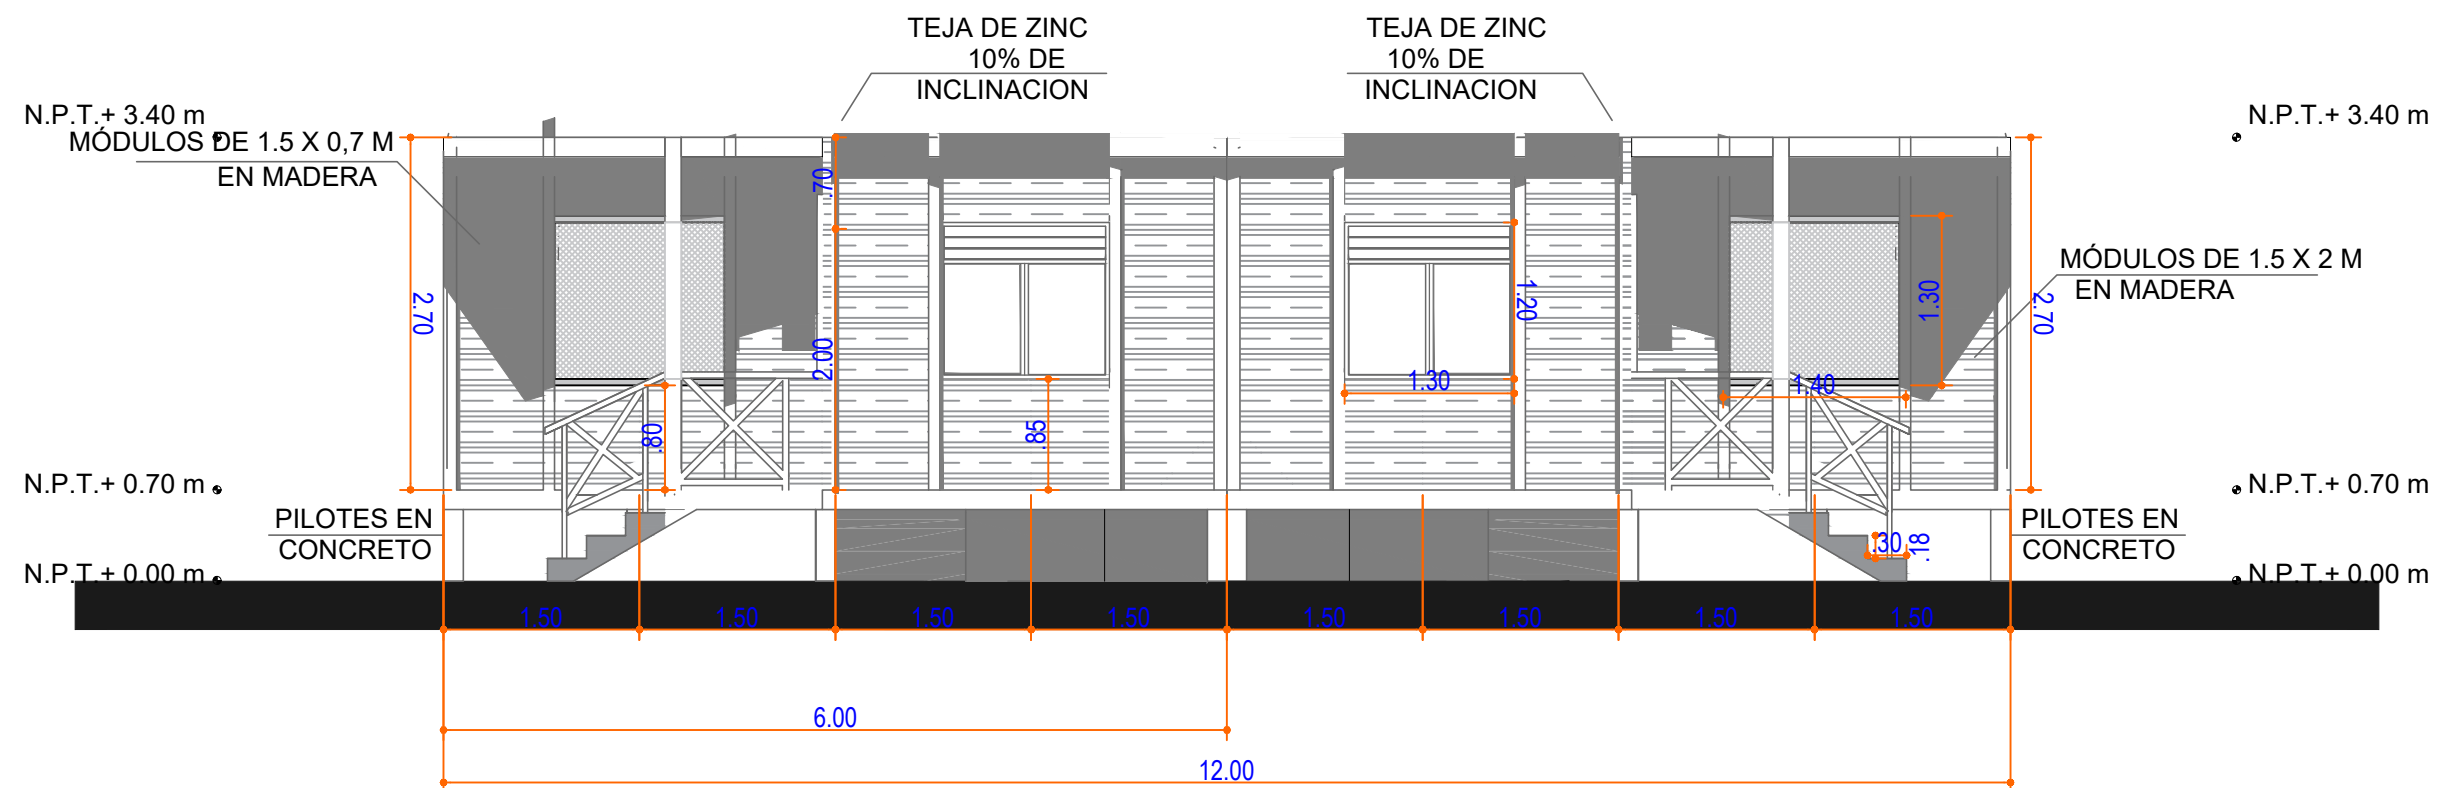 TEJA DE ZINC
10% DE
INCLINACION
TEJA DE ZINC
10% DE
INCLINACION
N.P.T.+ 3.40 m
MÓDULOS DE 1.5 X 0,7 M
EN MADERA
N.P.T.+ 3.40 m
.70
2.70
2.00
1.20
1.30
2.70
MÓDULOS DE 1.5 X 2 M
EN MADERA
1.30
1.40
.80
.85
N.P.T.+ 0.70 m
N.P.T.+ 0.70 m
PILOTES EN
CONCRETO
PILOTES EN
CONCRETO
.30
.18
N.P.T.+ 0.00 m
N.P.T.+ 0.00 m
1.50
1.50
1.50
1.50
1.50
1.50
1.50
1.50
6.00
12.00